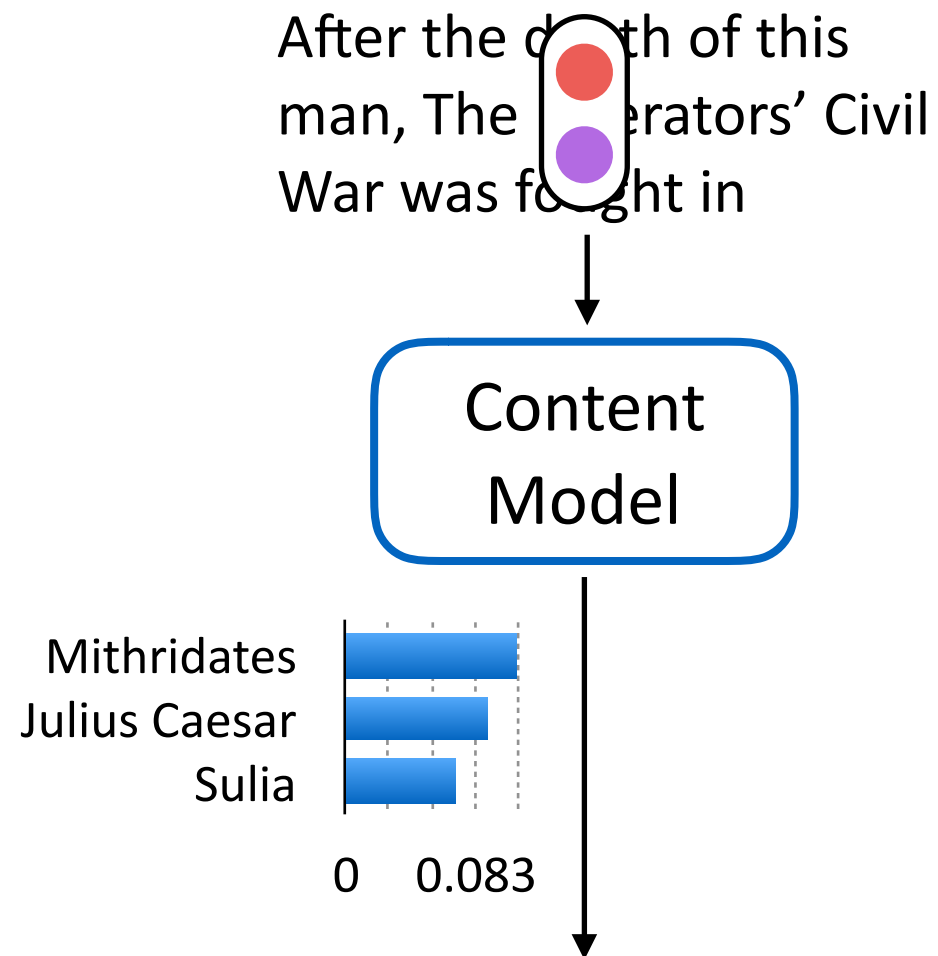 After the of this
man, The Civil
War was in
Content
Model
Mithridates
Julius Caesar
Sulia
0 0.083